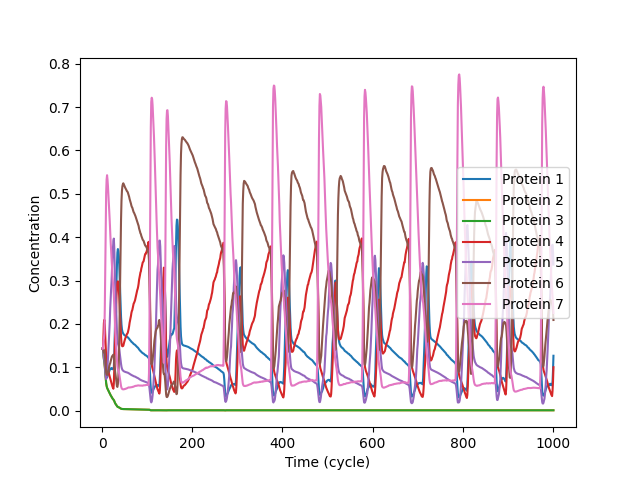 0.8
0.7
0.6
0.5
0.4
0.3
0.2
0.1
0.0
Concentration
0
200
400
600
800
1000
Time (cycle)
Protein 1
Protein 2
Protein 3
Protein 4
Protein 5
Protein 6
Protein 7